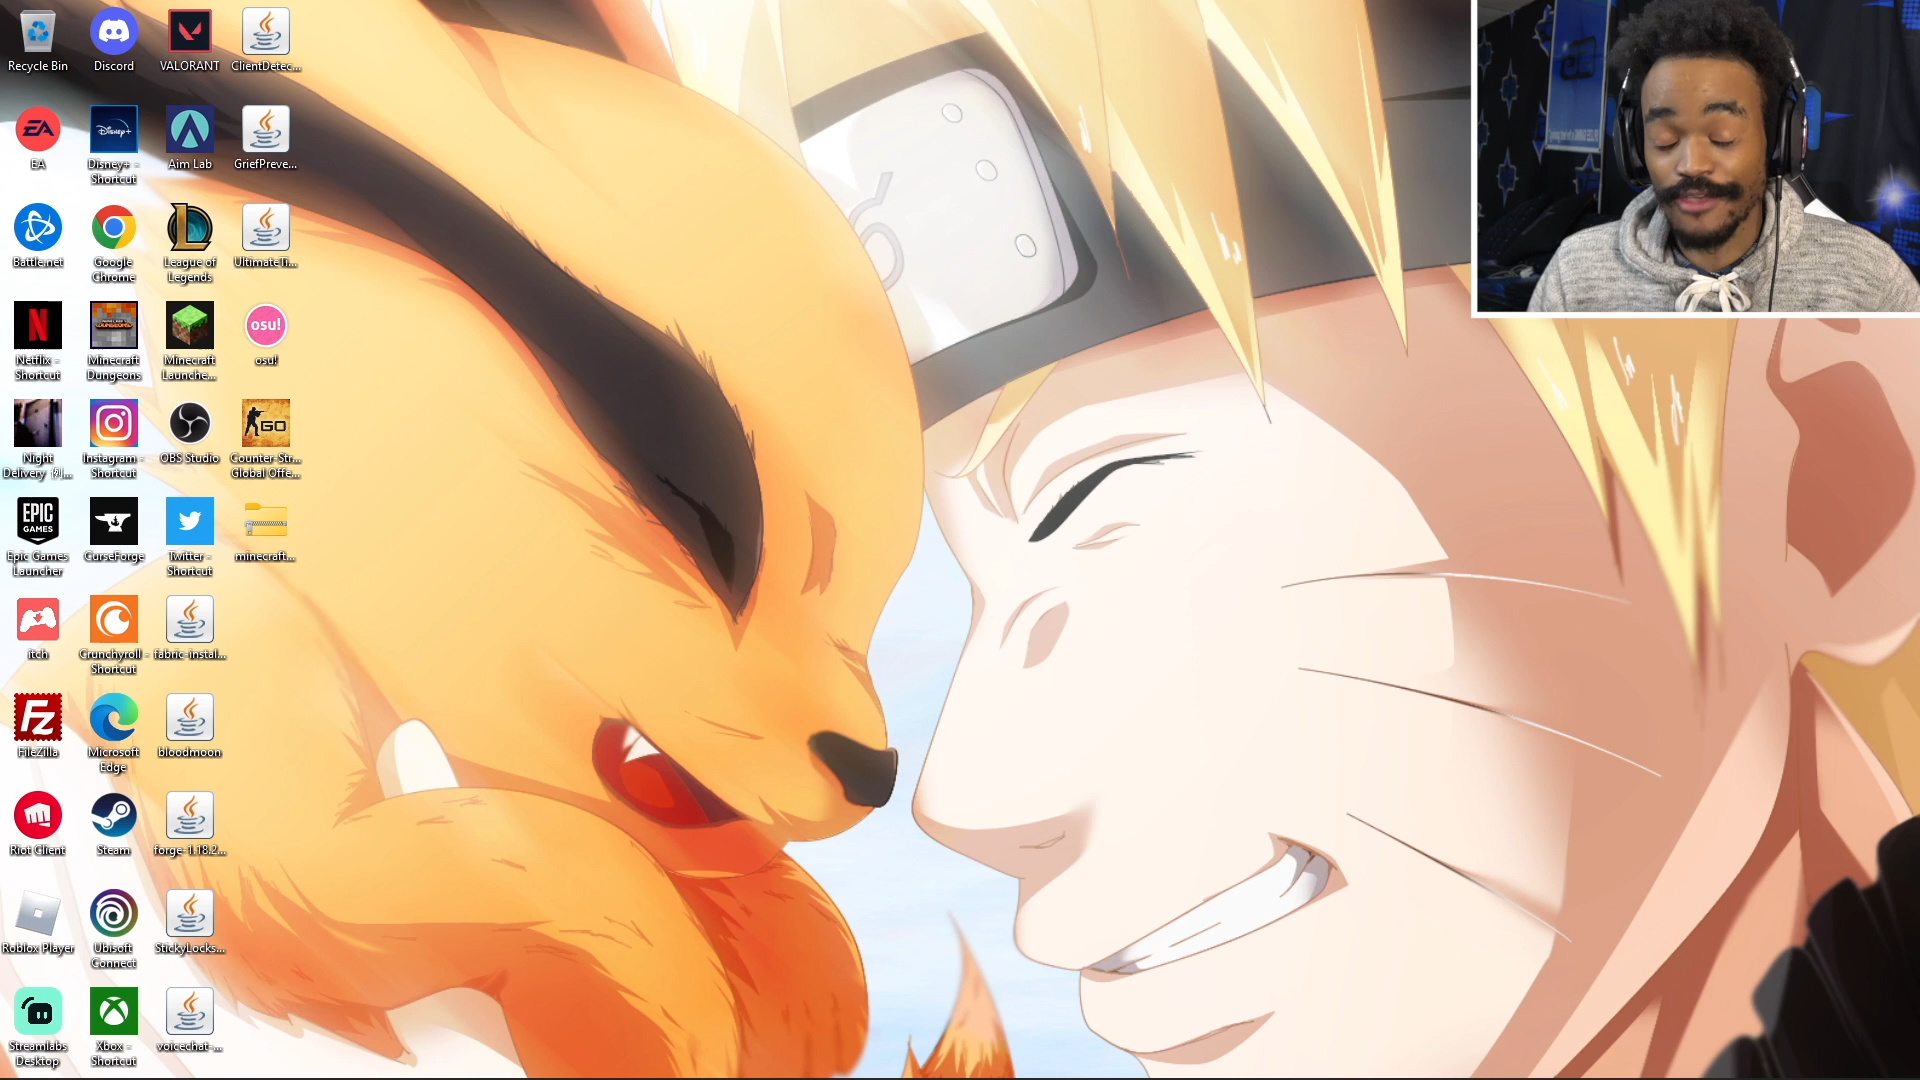 Recycle Bin
Discord
VALORANT
ClientDetec...
EA
EA
Disney+
Disney+ -
Shortcut
Aim Lab
GriefPreve...
Battle.net
Google
Chrome
League of
Legends
UltimateTi...
Netflix -
Shortcut
Minecraft
Dungeons
Minecraft
Launche...
osu!
osu!
Night
Delivery
Instagram -
Shortcut
OBS Studio
GO
Counter-Str...
Global Offe...
EPIC
GAMES
Epic Games
Launcher
CurseForge
Twitter -
Shortcut
minecraft...
itch
Crunchyroll -
Shortcut
fabric-instal...
FileZilla
Microsoft
Edge
bloodmoon
Riot Client
Steam
forge-1.18.2...
Roblox Player
Ubisoft
Connect
StickyLocks...
Streamlabs
Desktop
Xbox -
Shortcut
voicechat-...